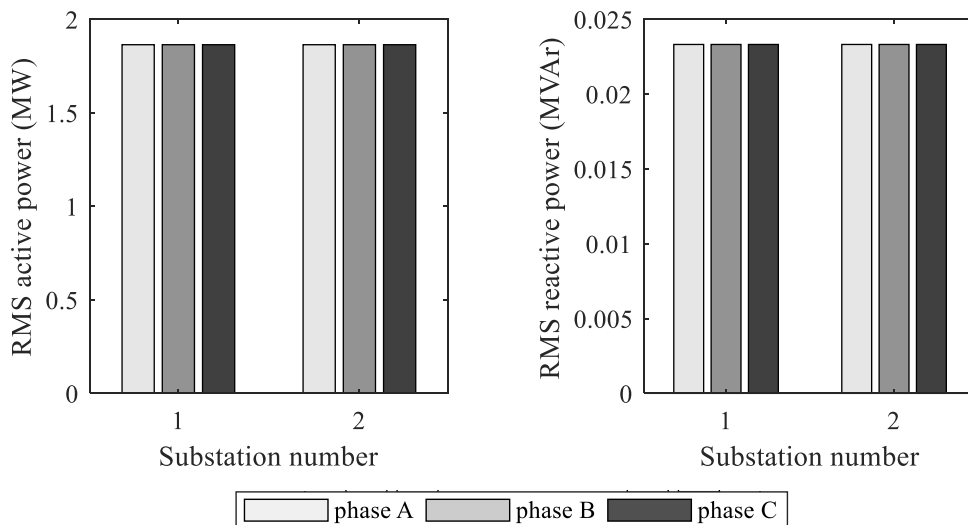 RMS active power (MW)
2
1.5
1
0.5
0
1
2
Substation number
RMS reactive power (MVAr)
0.025
0.02
0.015
0.01
0.005
0
1
2
Substation number
phase A
phase B
phase C